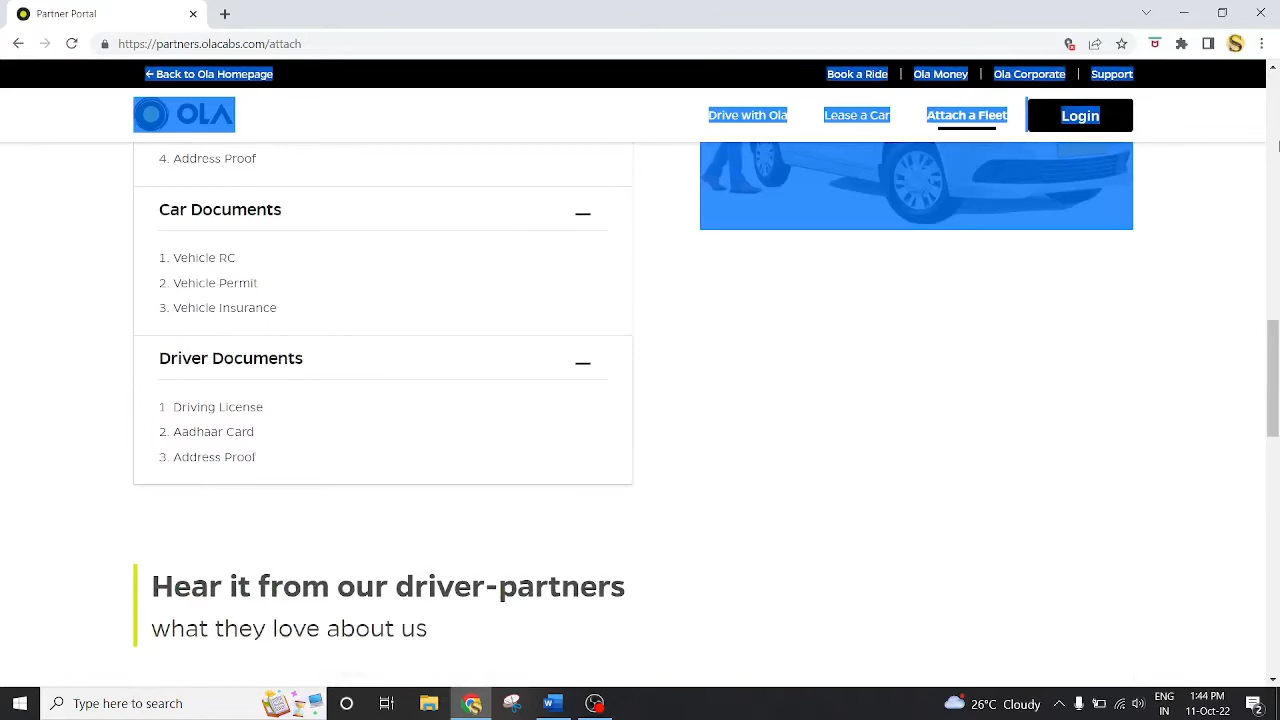 Partner Portal
https://partners.olacabs.com/attach
← Back to Ola Homepage
Book a Ride | Ola Money | Ola Corporate | Support
OLA
Drive with Ola
Lease a Car
Attach a Fleet
Login
4. Address Proof
Car Documents
1. Vehicle RC
2. Vehicle Permit
3. Vehicle Insurance
Driver Documents
1. Driving License
2. Aadhaar Card
3. Address Proof
Hear it from our driver-partners
what they love about us
Type here to search
26°C Cloudy
ENG
IN
1:44 PM
11-Oct-22
2